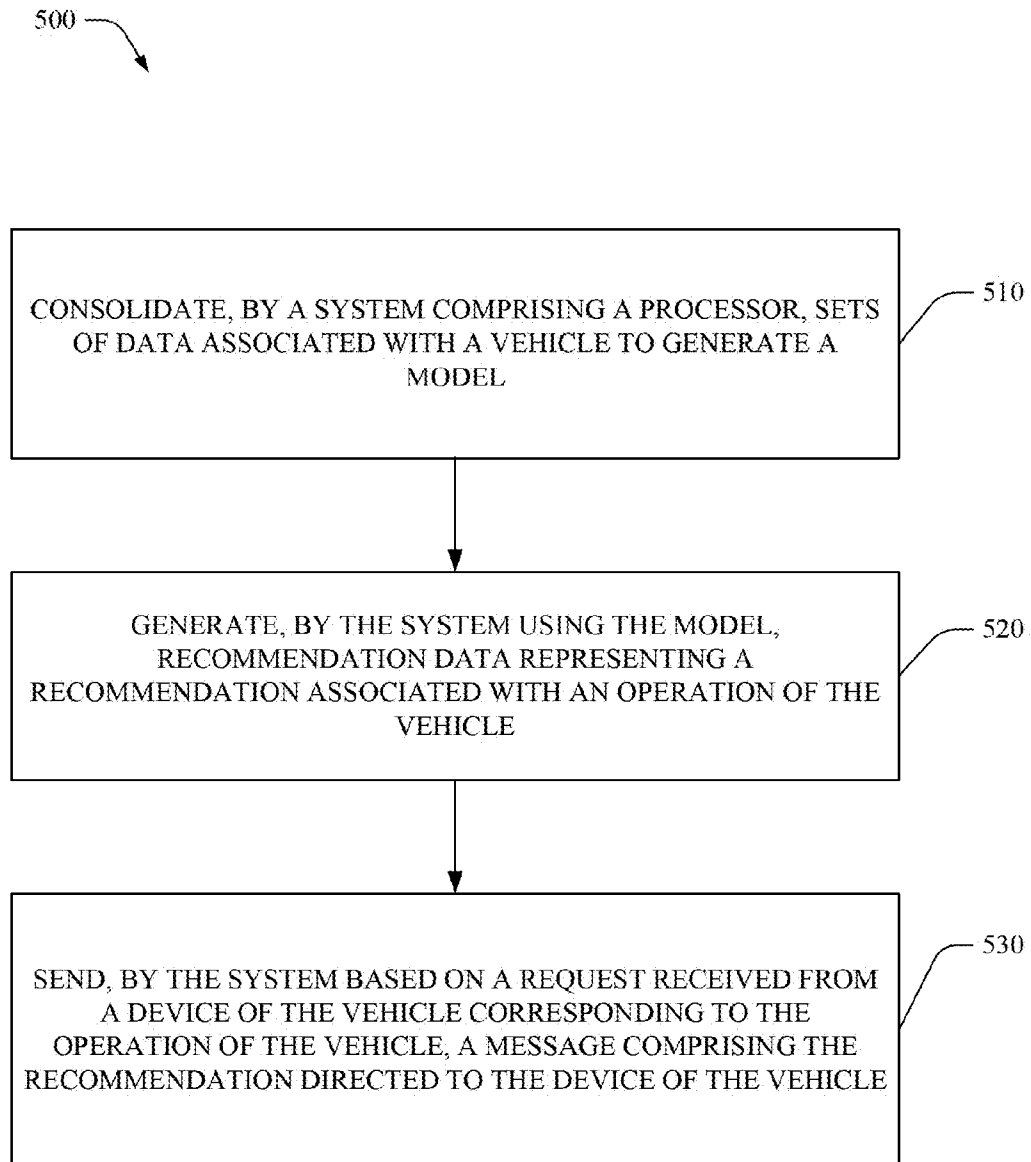 500
CONSOLIDATE, BY A SYSTEM COMPRISING A PROCESSOR, SETS
OF DATA ASSOCIATED WITH A VEHICLE TO GENERATE A
MODEL
510
GENERATE, BY THE SYSTEM USING THE MODEL,
RECOMMENDATION DATA REPRESENTING A
RECOMMENDATION ASSOCIATED WITH AN OPERATION OF THE
VEHICLE
520
SEND, BY THE SYSTEM BASED ON A REQUEST RECEIVED FROM
A DEVICE OF THE VEHICLE CORRESPONDING TO THE
OPERATION OF THE VEHICLE, A MESSAGE COMPRISING THE
RECOMMENDATION DIRECTED TO THE DEVICE OF THE VEHICLE
530